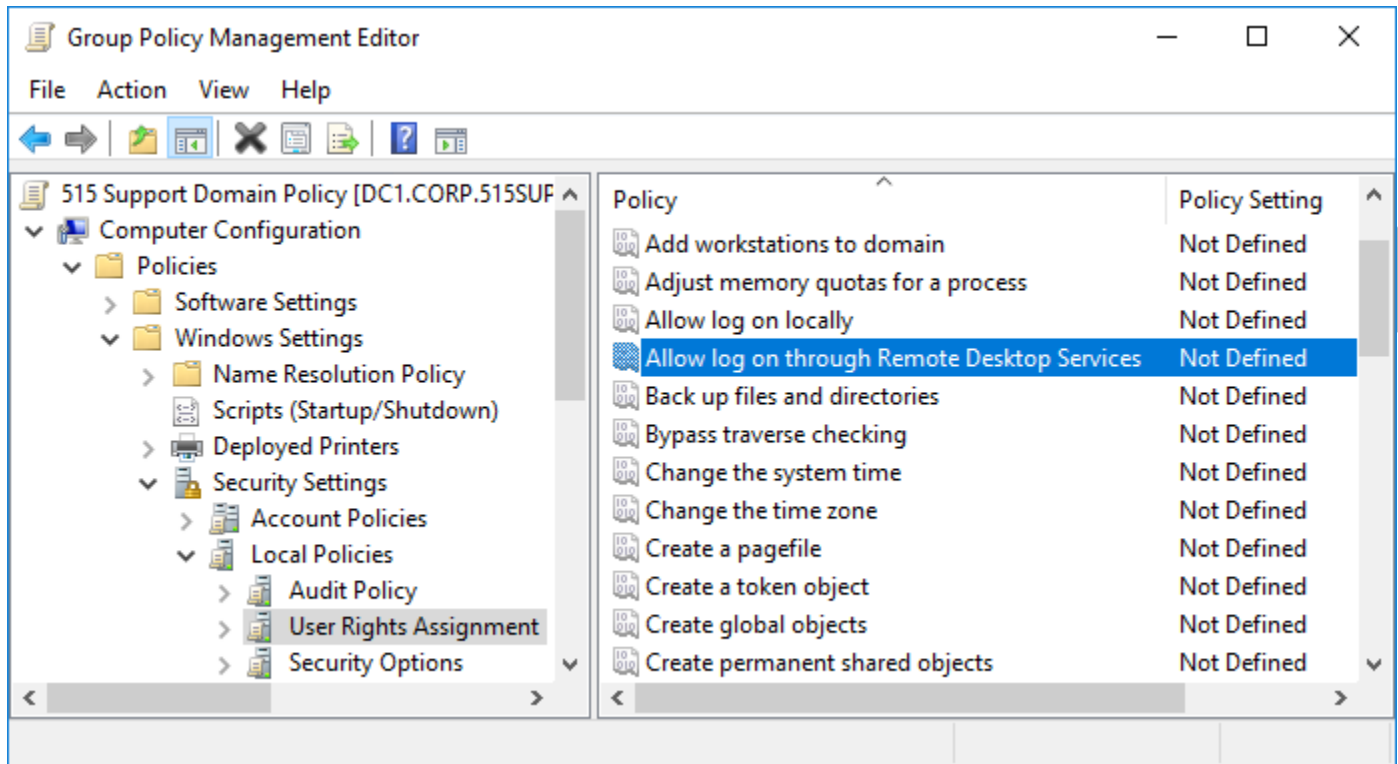 Group Policy Management Editor
File Action View Help
515 Support Domain Policy [DC1.CORP.515SUP
Computer Configuration
Policies
Software Settings
Windows Settings
Name Resolution Policy
Scripts (Startup/Shutdown)
Deployed Printers
Security Settings
Account Policies
Local Policies
Audit Policy
User Rights Assignment
Security Options
Policy Policy Setting
Add workstations to domain Not Defined
Adjust memory quotas for a process Not Defined
Allow log on locally Not Defined
Allow log on through Remote Desktop Services Not Defined
Back up files and directories Not Defined
Bypass traverse checking Not Defined
Change the system time Not Defined
Change the time zone Not Defined
Create a pagefile Not Defined
Create a token object Not Defined
Create global objects Not Defined
Create permanent shared objects Not Defined